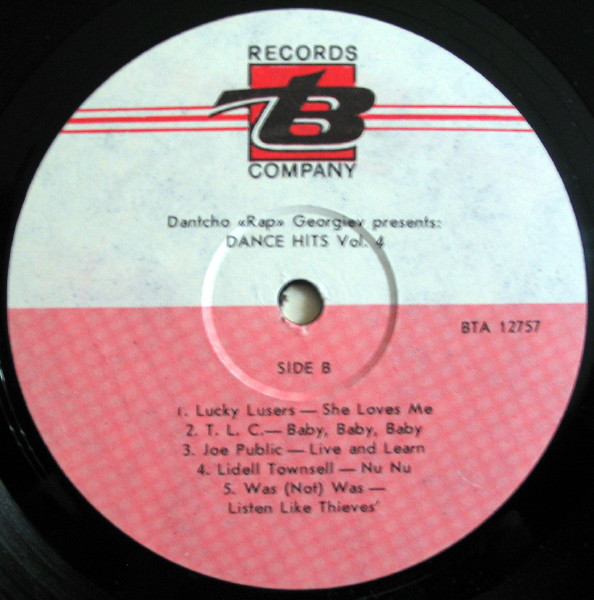 RECORDS
TB
COMPANY
Dantcho «Rap» Georgiev presents:
DANCE HITS Vol. 4
BTA 12757
SIDE B
1. Lucky Lusers — She Loves Me
2. T. L. C.— Baby, Baby, Baby
3. Joe Public — Live and Learn
4. Lidell Townsell — Nu Nu
5. Was (Not) Was —
Listen Like Thieves'